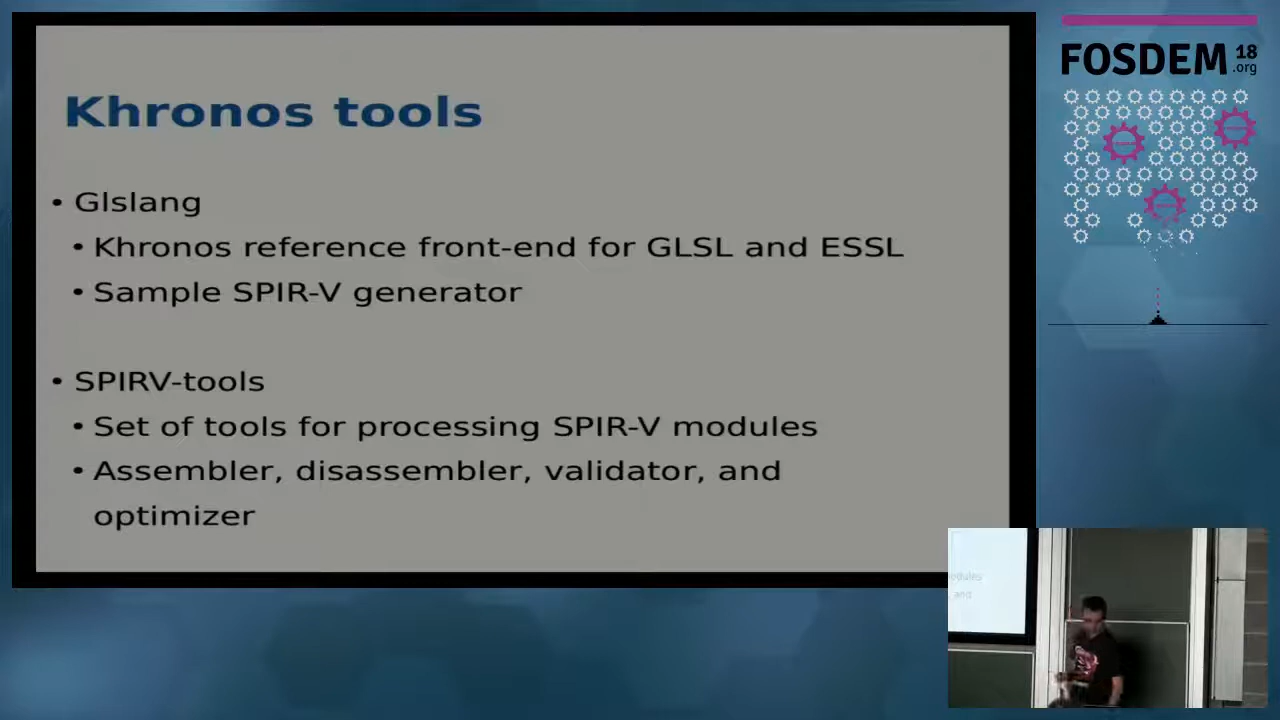 Khronos tools
• Glslang
• Khronos reference front-end for GLSL and ESSL
• Sample SPIR-V generator
• SPIRV-tools
• Set of tools for processing SPIR-V modules
• Assembler, disassembler, validator, and
optimizer
FOSDEM 18
.org
and